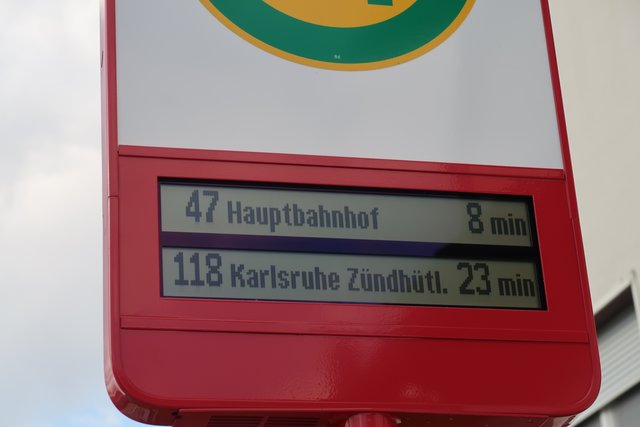 47 Hauptbahnhof 8 min
118 Karlsruhe Zündhütl. 23 min